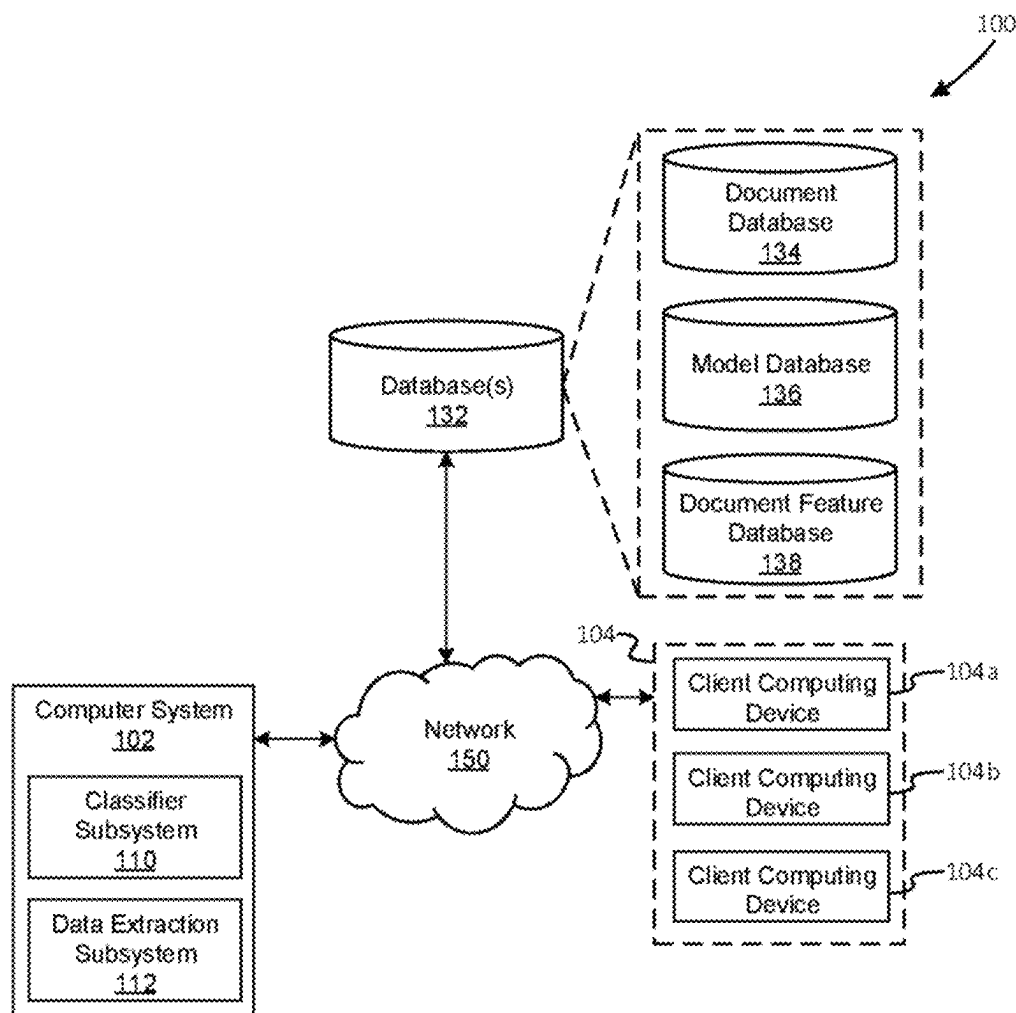 100
Document
Database
134
Model Database
136
Document Feature
Database
138
Database(s)
132
104
Client Computing
Device
104a
Client Computing
Device
104b
Client Computing
Device
104c
Network
150
Computer System
102
Classifier
Subsystem
110
Data Extraction
Subsystem
112